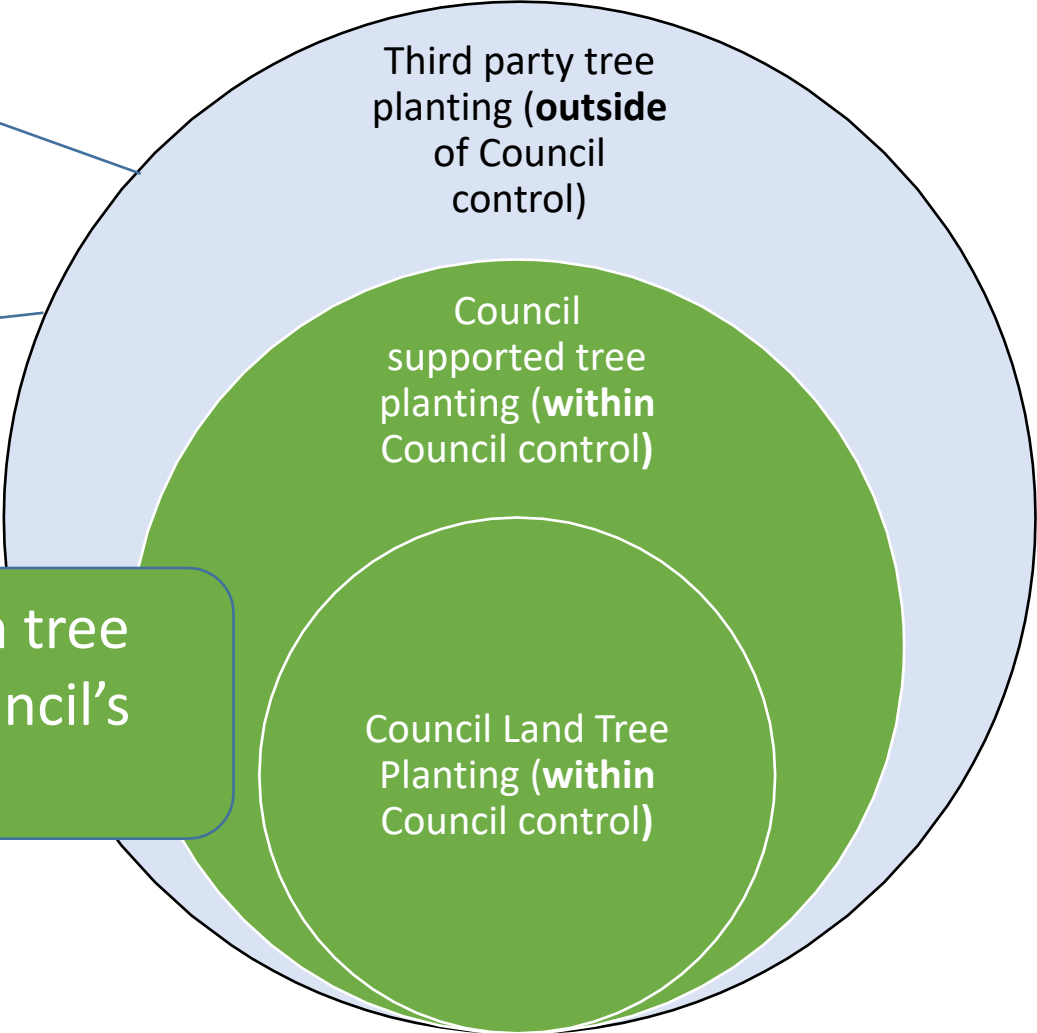 Third party tree
planting (outside
of Council
control)
Council
supported tree
planting (within
Council control)
tree
ncil’s
Council Land Tree
Planting (within
Council control)